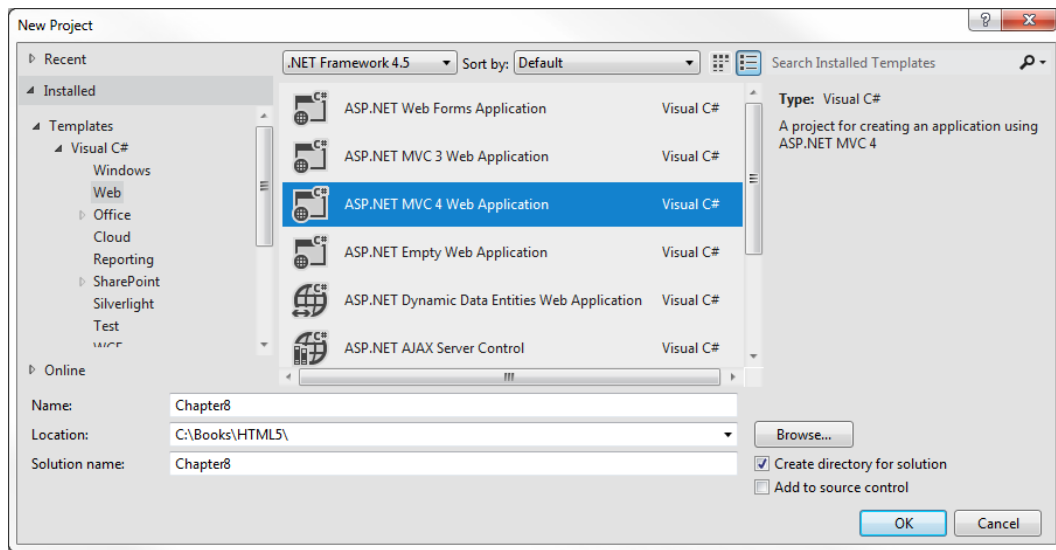 New Project
Recent
.NET Framework 4.5
Sort by: Default
Search Installed Templates
Installed
Templates
Visual C#
Windows
Web
Office
Cloud
Reporting
SharePoint
Silverlight
Test
WCF
Online
ASP.NET Web Forms Application Visual C#
ASP.NET MVC 3 Web Application Visual C#
ASP.NET MVC 4 Web Application Visual C#
ASP.NET Empty Web Application Visual C#
ASP.NET Dynamic Data Entities Web Application Visual C#
ASP.NET AJAX Server Control Visual C#
Type: Visual C#
A project for creating an application using
ASP.NET MVC 4
Name: Chapter8
Location: C:\Books\HTML5\
Browse...
Solution name: Chapter8
Create directory for solution
Add to source control
OK
Cancel